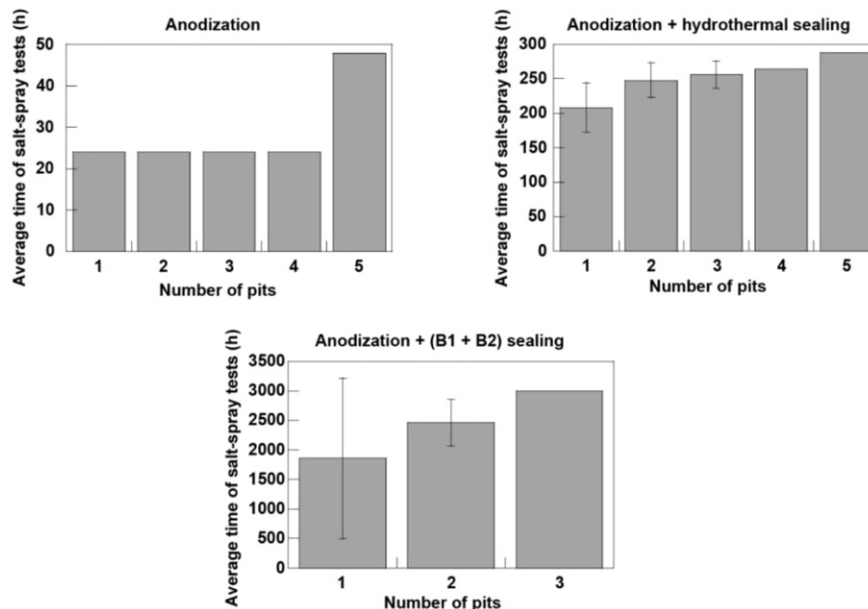 Anodization
Average time of salt-spray tests (h)
50
40
30
20
10
0
1 2 3 4 5
Number of pits
Anodization + hydrothermal sealing
Average time of salt-spray tests (h)
300
250
200
150
100
50
0
1 2 3 4 5
Number of pits
Anodization + (B1 + B2) sealing
Average time of salt-spray tests (h)
3500
3000
2500
2000
1500
1000
500
0
1 2 3
Number of pits